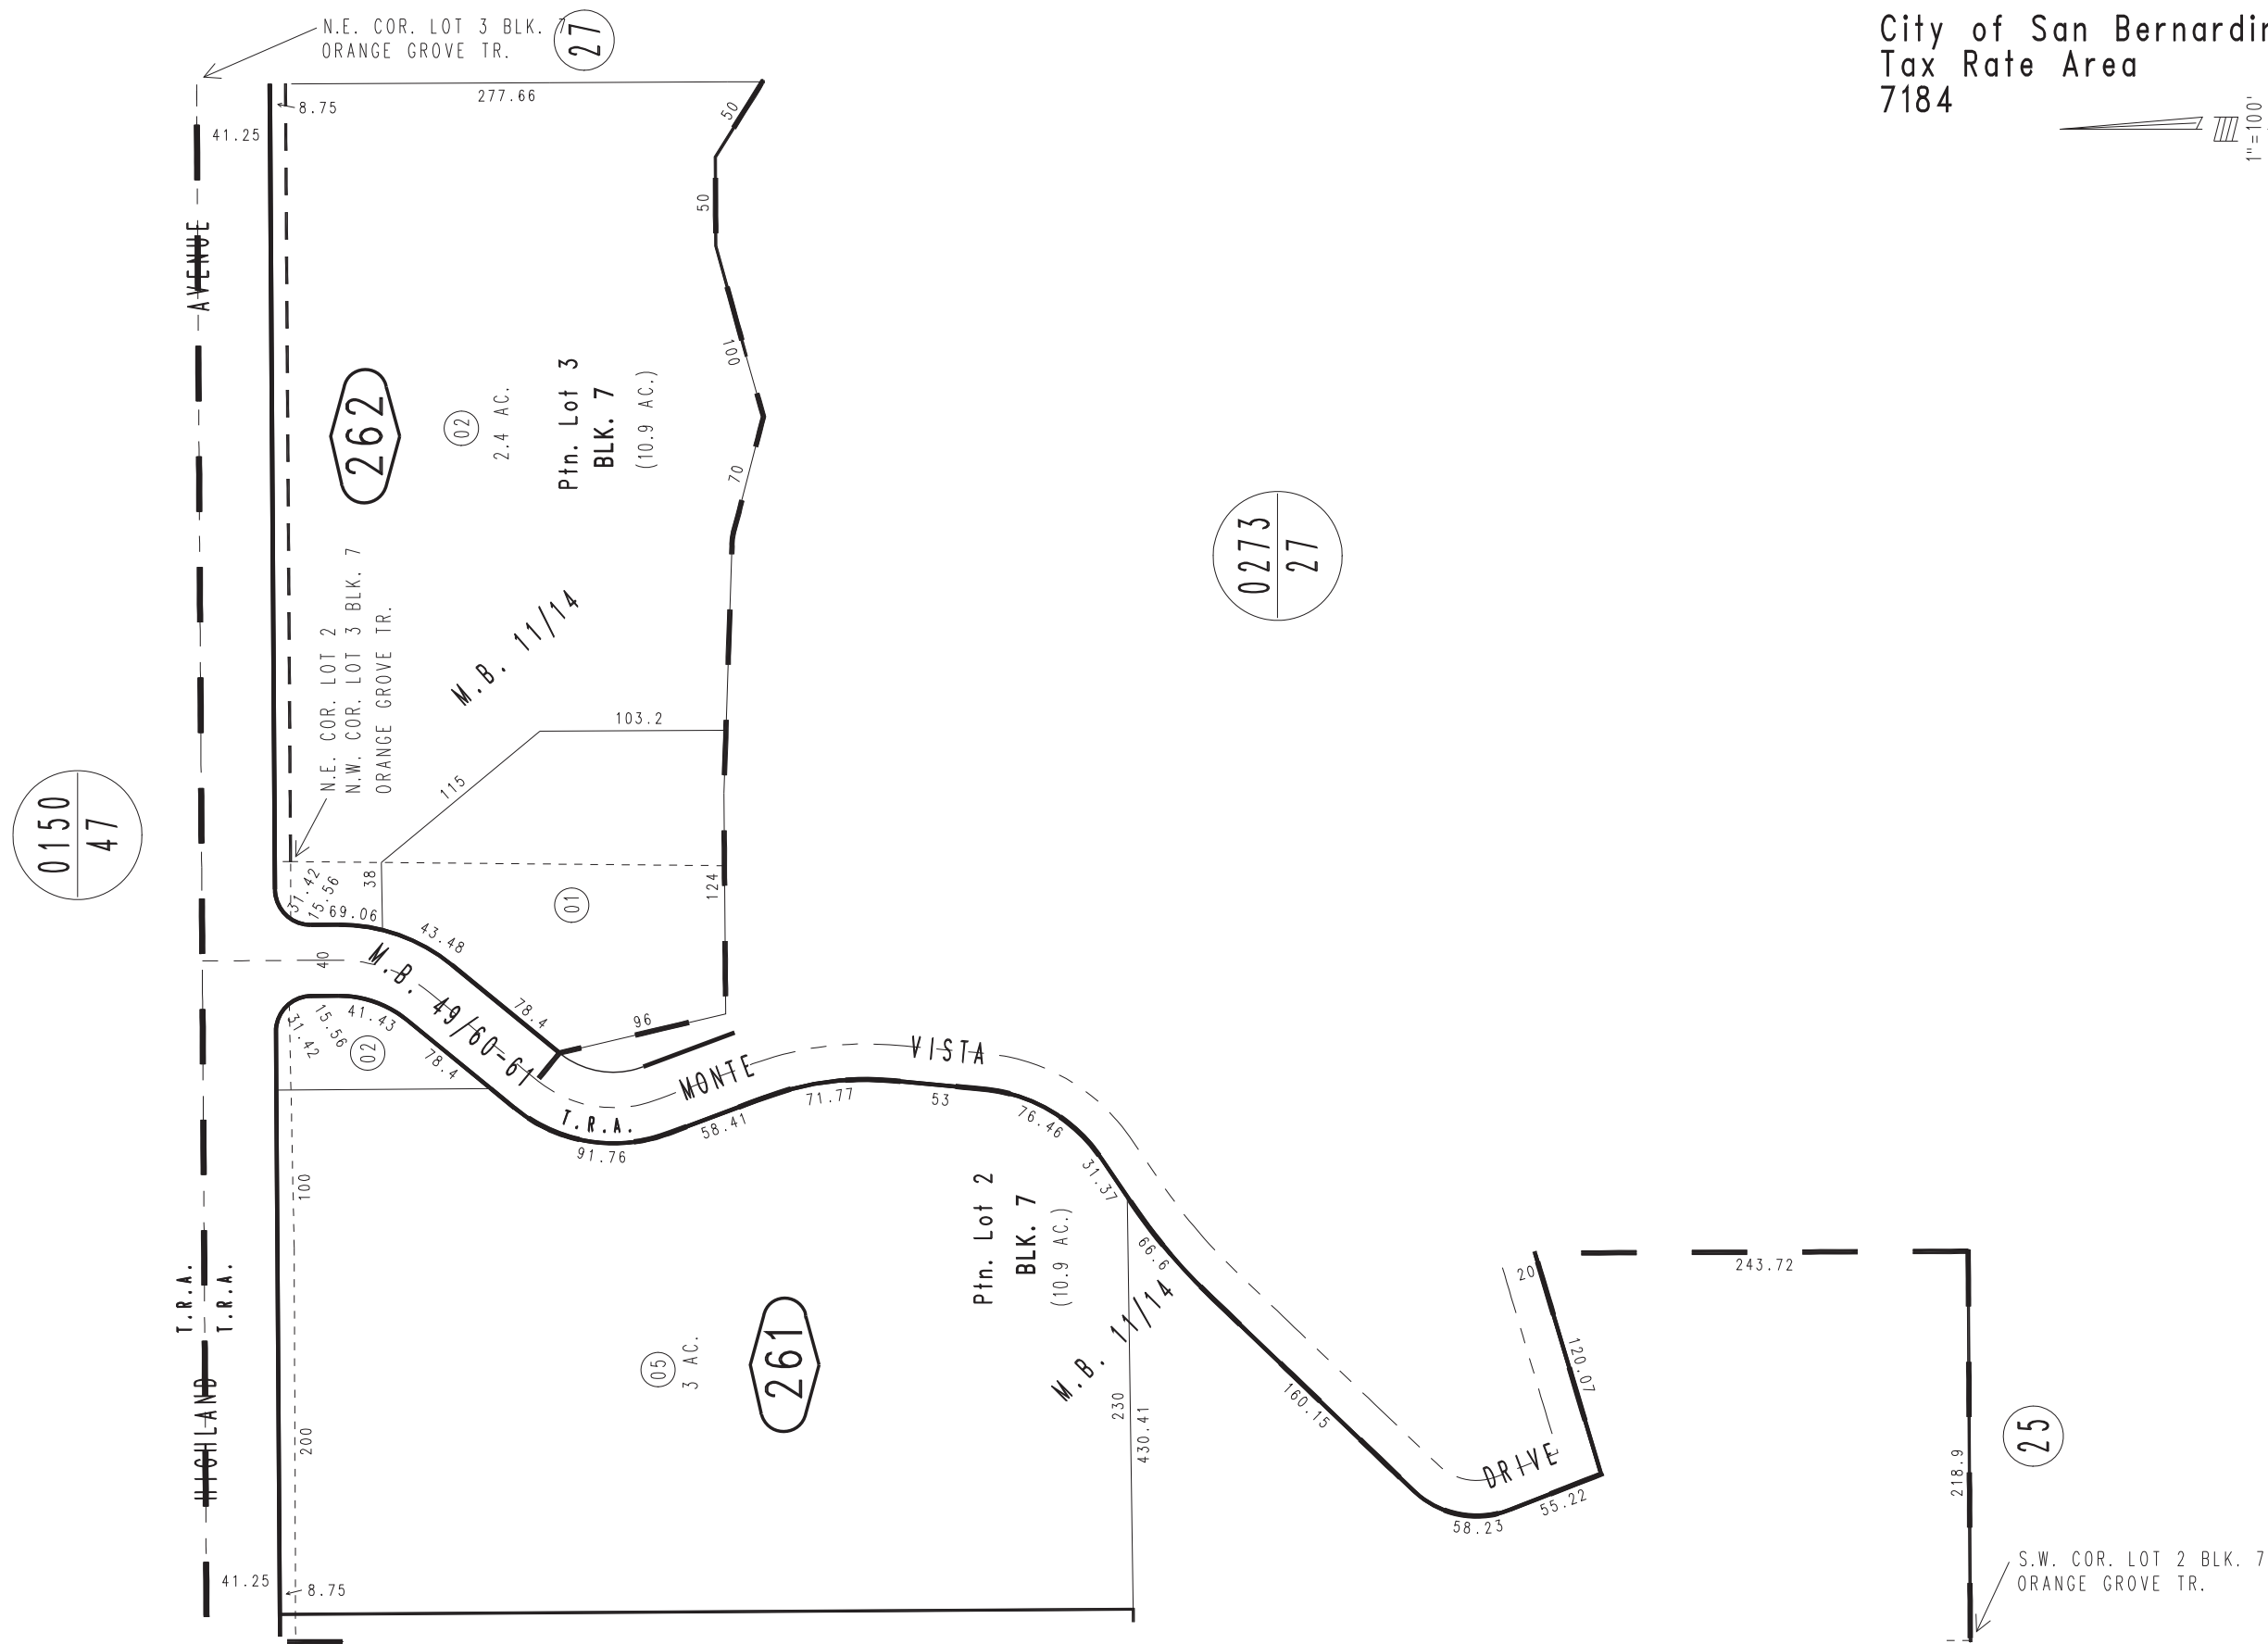 N.E. COR. LOT 3 BLK. 7
ORANGE GROVE TR.
27
City of San Bernardin
Tax Rate Area
7184
1"=100'
277.66
8.75
41.25
50
50
100
70
AVENUE
262
02
2.4 AC.
Ptn. Lot 3
BLK. 7
(10.9 AC.)
M.B. 11/14
0273
27
N.E. COR. LOT 2
N.W. COR. LOT 3 BLK. 7
ORANGE GROVE TR.
0150
47
103.2
115
38
124
01
31.42
15.56
69.06
43.48
78.4
96
40
M.B. 49/60-61
31.42
15.56
41.43
02
78.4
T.R.A.
MONTE VISTA
91.76
58.41
71.77
53
76.46
31.37
66.6
100
200
T.R.A.
T.R.A.
HIGHLAND
Ptn. Lot 2
BLK. 7
(10.9 AC.)
M.B. 11/14
05
3 AC.
261
230
430.41
160.15
20
120.07
DRIVE
58.23
55.22
243.72
218.9
25
41.25
8.75
S.W. COR. LOT 2 BLK. 7
ORANGE GROVE TR.